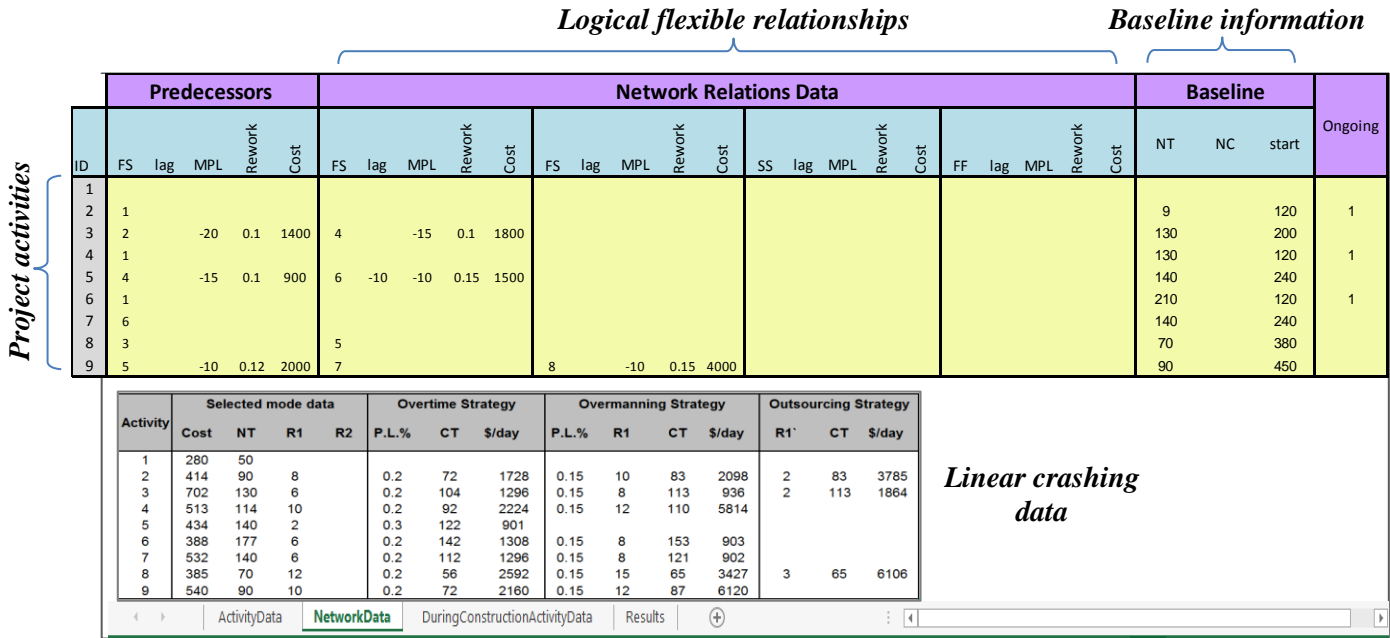 Logical flexible relationships Baseline information
Predecessors Network Relations Data Baseline Ongoing
ID FS lag MPL Rework Cost FS lag MPL Rework Cost FS lag MPL Rework Cost SS lag MPL Rework Cost FF lag MPL Rework Cost NT NC start
Project activities
1
2 1 9 120 1
3 2 -20 0.1 1400 4 -15 0.1 1800 130 200
4 1 130 120 1
5 4 -15 0.1 900 6 -10 -10 0.15 1500 140 240
6 1 210 120 1
7 6 140 240
8 3 5 70 380
9 5 -10 0.12 2000 7 8 -10 0.15 4000 90 450
Activity Selected mode data Overtime Strategy Overmanning Strategy Outsourcing Strategy
Cost NT R1 R2 P.L.% CT $/day P.L.% R1 CT $/day R1` CT $/day
1 280 50
2 414 90 8 0.2 72 1728 0.15 10 83 2098 2 83 3785
3 702 130 6 0.2 104 1296 0.15 8 113 936 2 113 1864
4 513 114 10 0.2 92 2224 0.15 12 110 5814
5 434 140 2 0.3 122 901
6 388 177 6 0.2 142 1308 0.15 8 153 903
7 532 140 6 0.2 112 1296 0.15 8 121 902
8 385 70 12 0.2 56 2592 0.15 15 65 3427 3 65 6106
9 540 90 10 0.2 72 2160 0.15 12 87 6120
Linear crashing
data
ActivityData NetworkData DuringConstructionActivityData Results